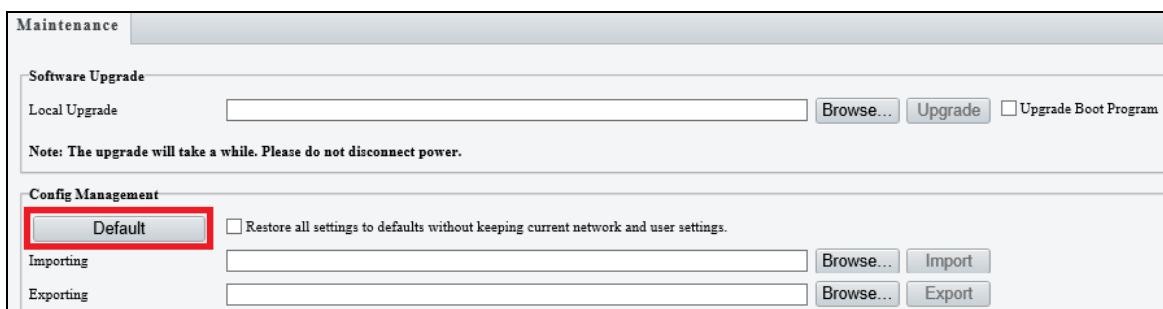 Maintenance
Software Upgrade
Local Upgrade Browse... Upgrade Upgrade Boot Program
Note: The upgrade will take a while. Please do not disconnect power.
Config Management
Default Restore all settings to defaults without keeping current network and user settings.
Importing Browse... Import
Exporting Browse... Export